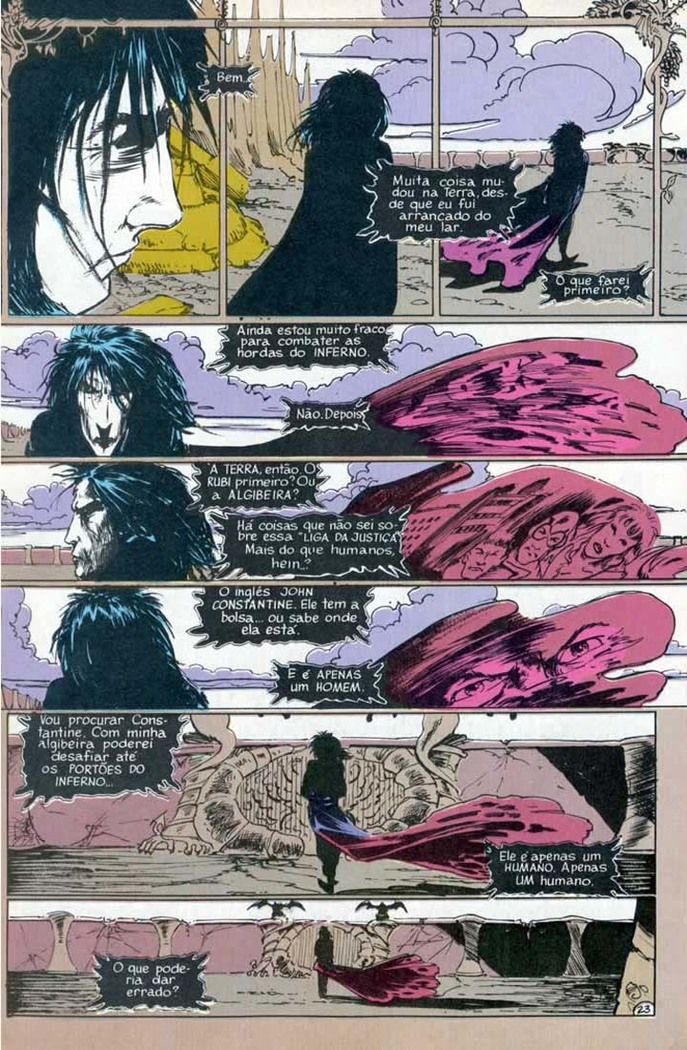 Bem...
Muita coisa mu-
dou na Terra, des-
de que eu fui
arrancado do
meu lar.
O que farei
primeiro?
Ainda estou muito fraco
para combater as
hordas do INFERNO.
Não. Depois.
A TERRA, então. O
RUBI primeiro? Ou
a ALGIBEIRA?
Há coisas que não sei so-
bre essa "LIGA DA JUSTIÇA".
Mais do que humanos,
hein..?
O inglês JOHN
CONSTANTINE. Ele tem a
bolsa... ou sabe onde
ela está.
E é APENAS
um HOMEM.
Vou procurar Cons-
tantine. Com minha
algibeira poderei
desafiar até
os PORTÕES DO
INFERNO...
Ele é apenas um
HUMANO. Apenas
UM humano.
O que pode-
ria dar
errado?
23